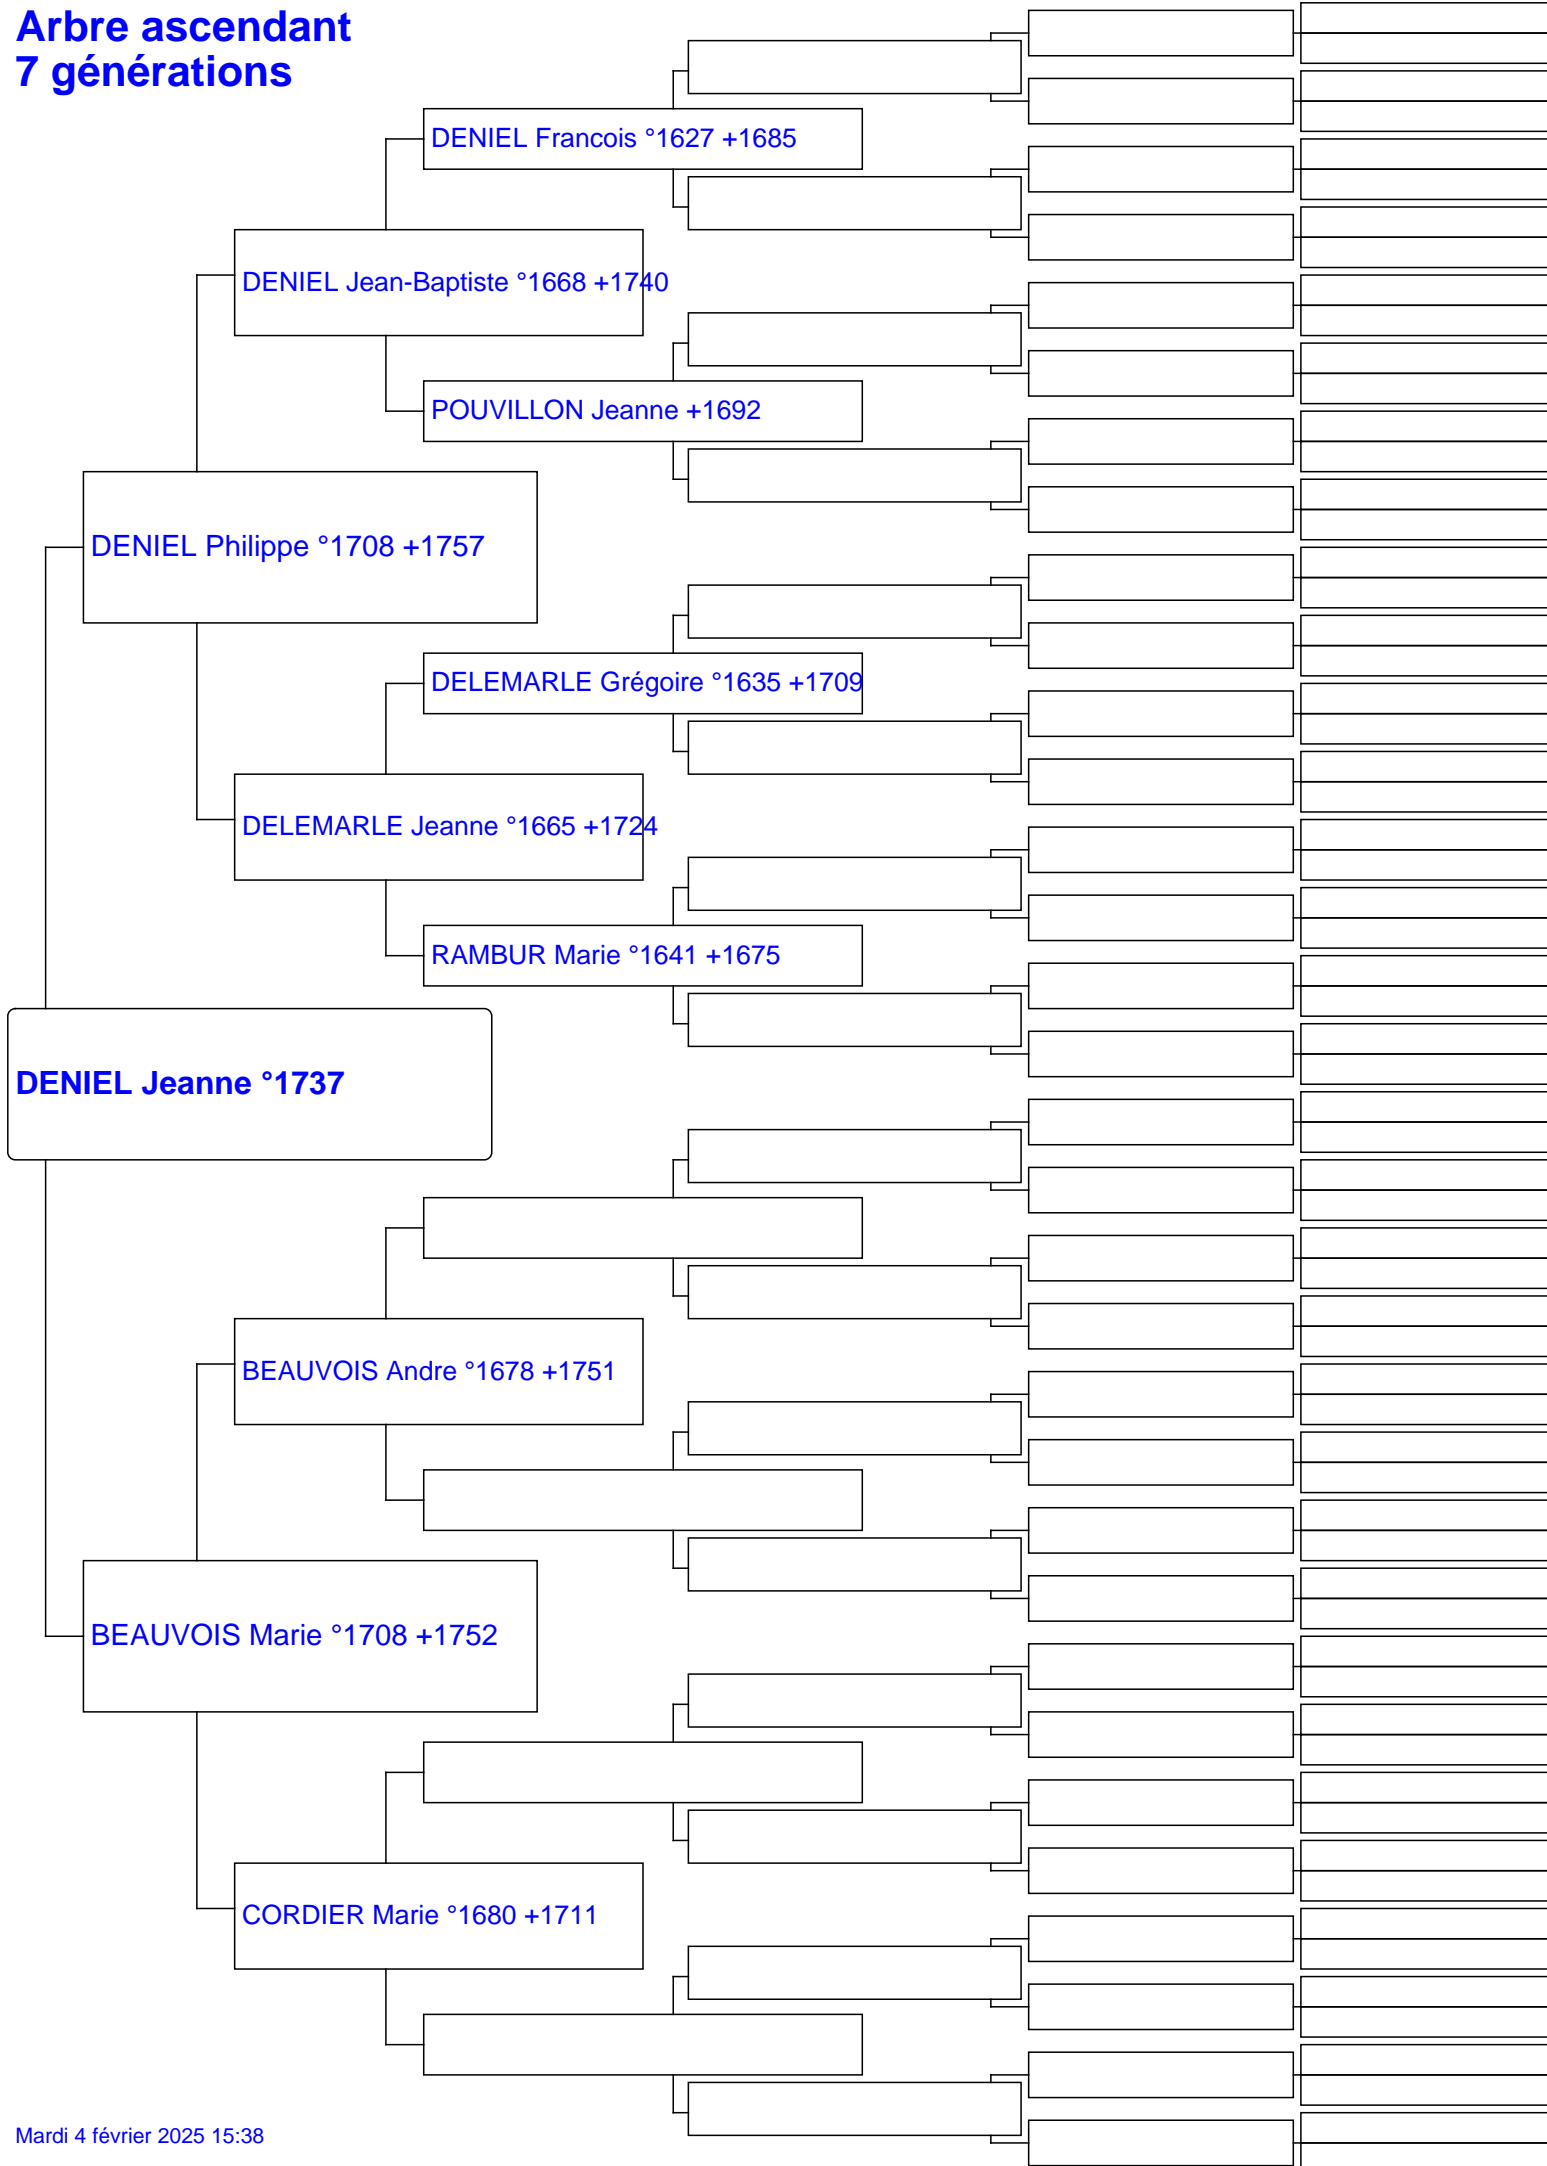 Arbre ascendant
7 générations
DENIEL Francois °1627 +1685
DENIEL Jean-Baptiste °1668 +1740
POUVILLON Jeanne +1692
DENIEL Philippe °1708 +1757
DELEMARLE Grégoire °1635 +1709
DELEMARLE Jeanne °1665 +1724
RAMBUR Marie °1641 +1675
DENIEL Jeanne °1737
BEAUVOIS Andre °1678 +1751
BEAUVOIS Marie °1708 +1752
CORDIER Marie °1680 +1711
Mardi 4 février 2025 15:38